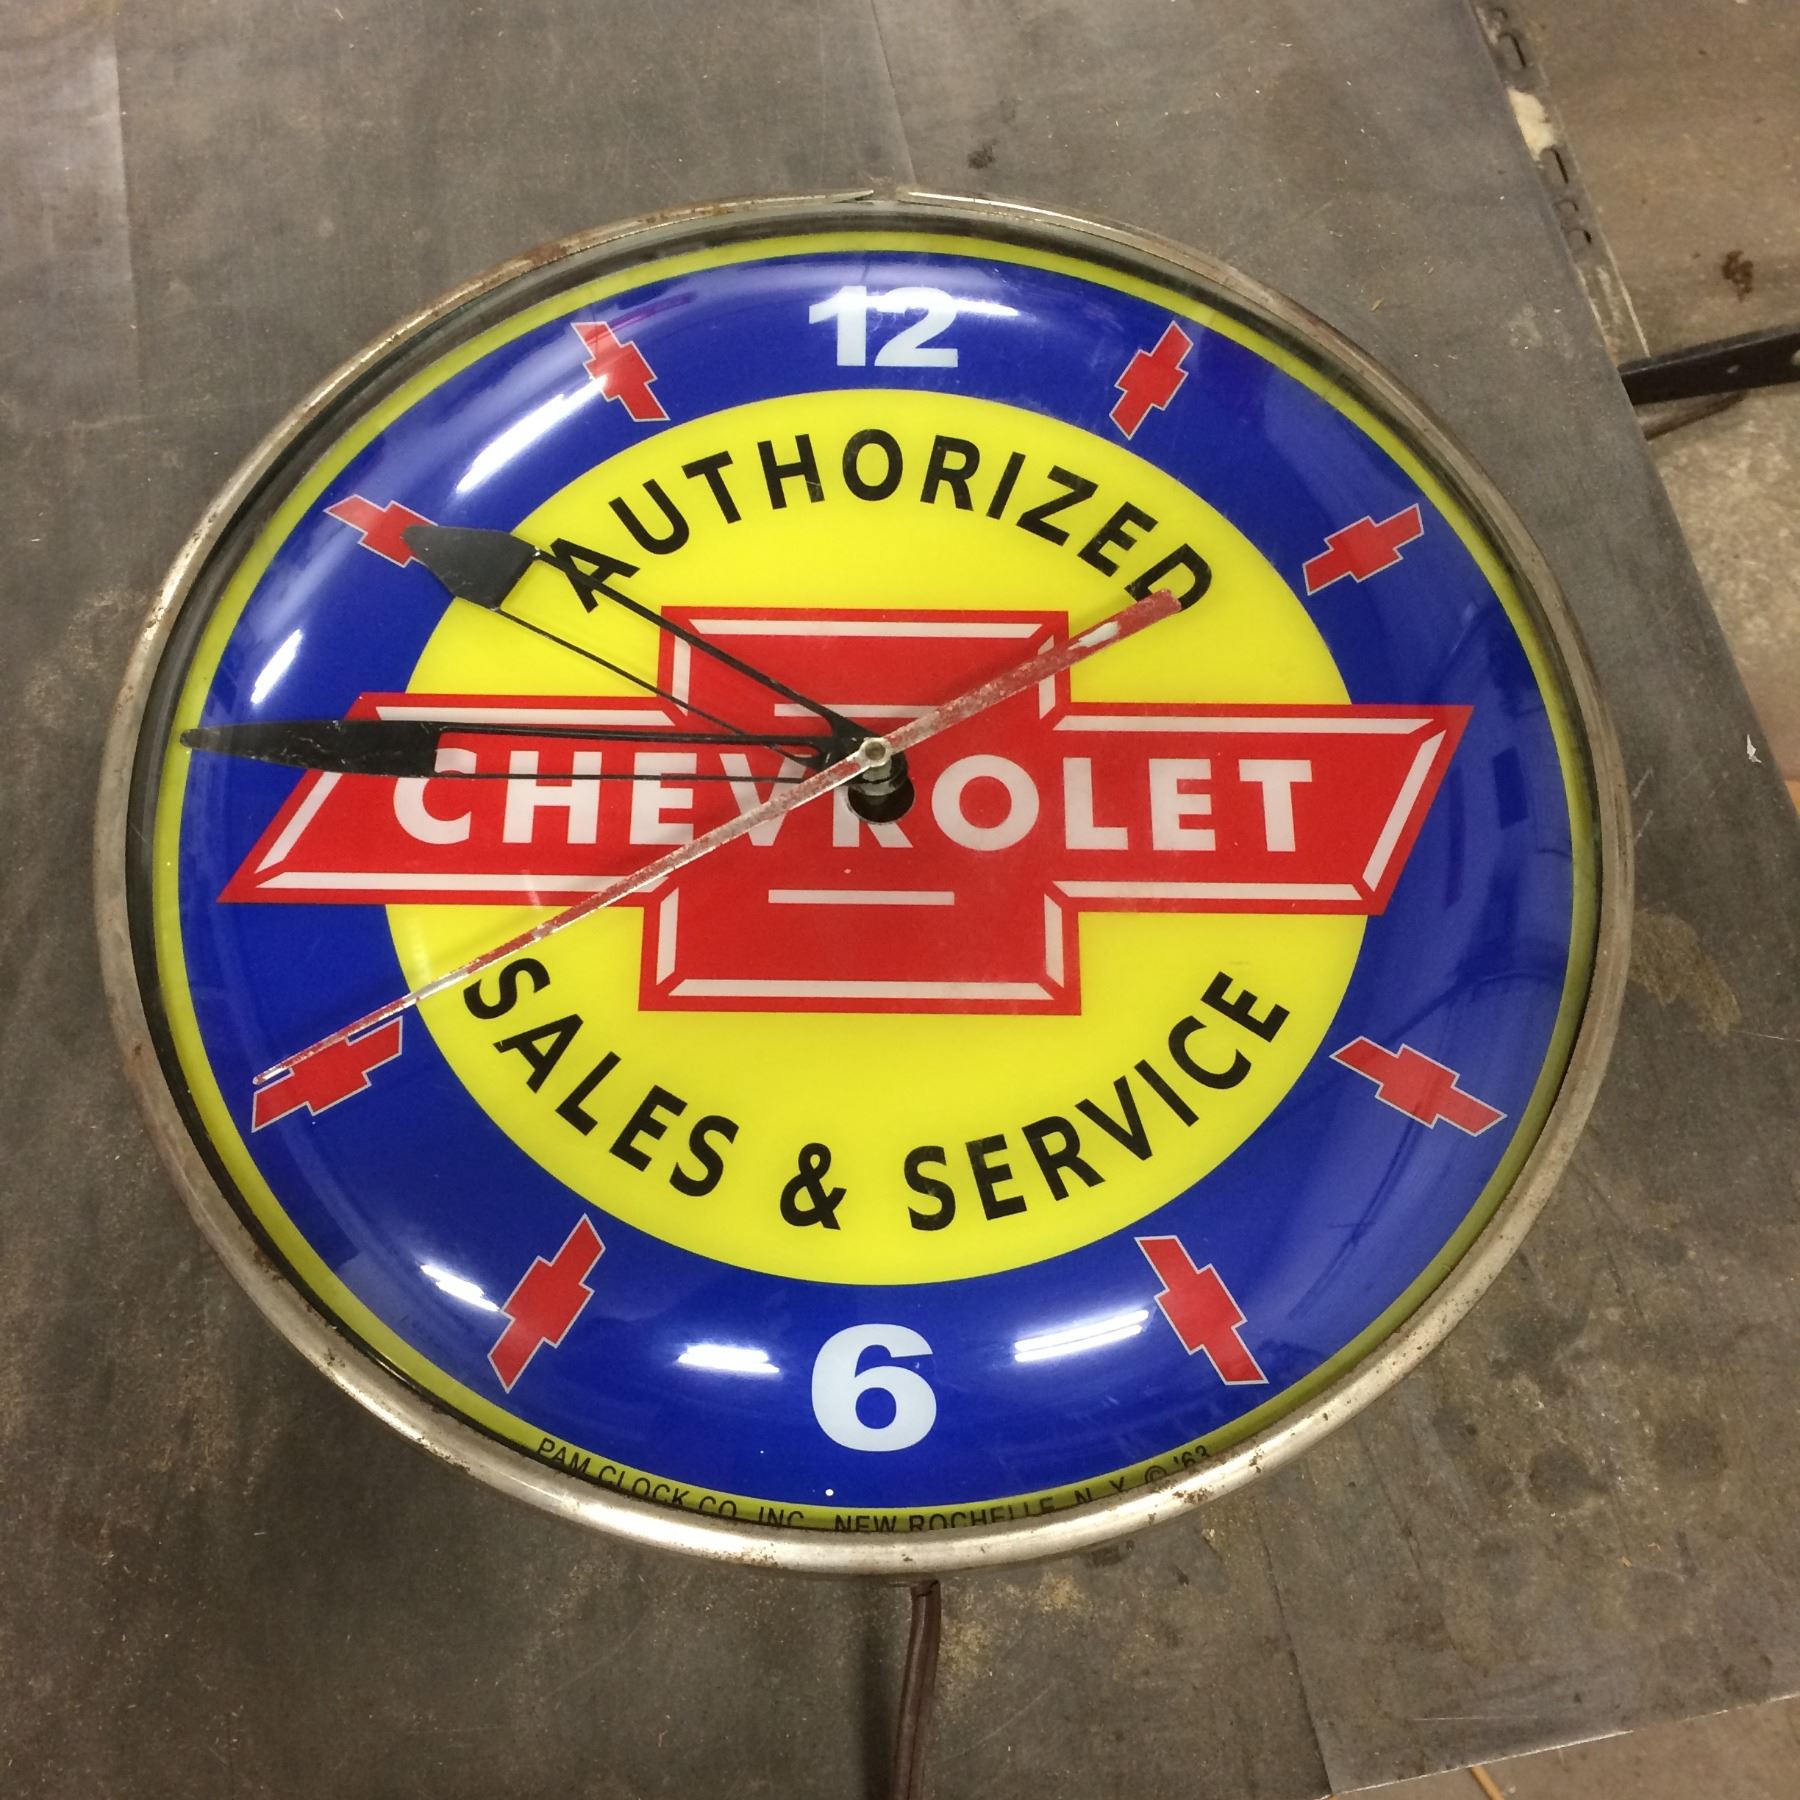 12
AUTHORIZED
CHEVROLET
SALES & SERVICE
6
PAM CLOCK CO. INC. NEW ROCHELLE, N. Y. © '63